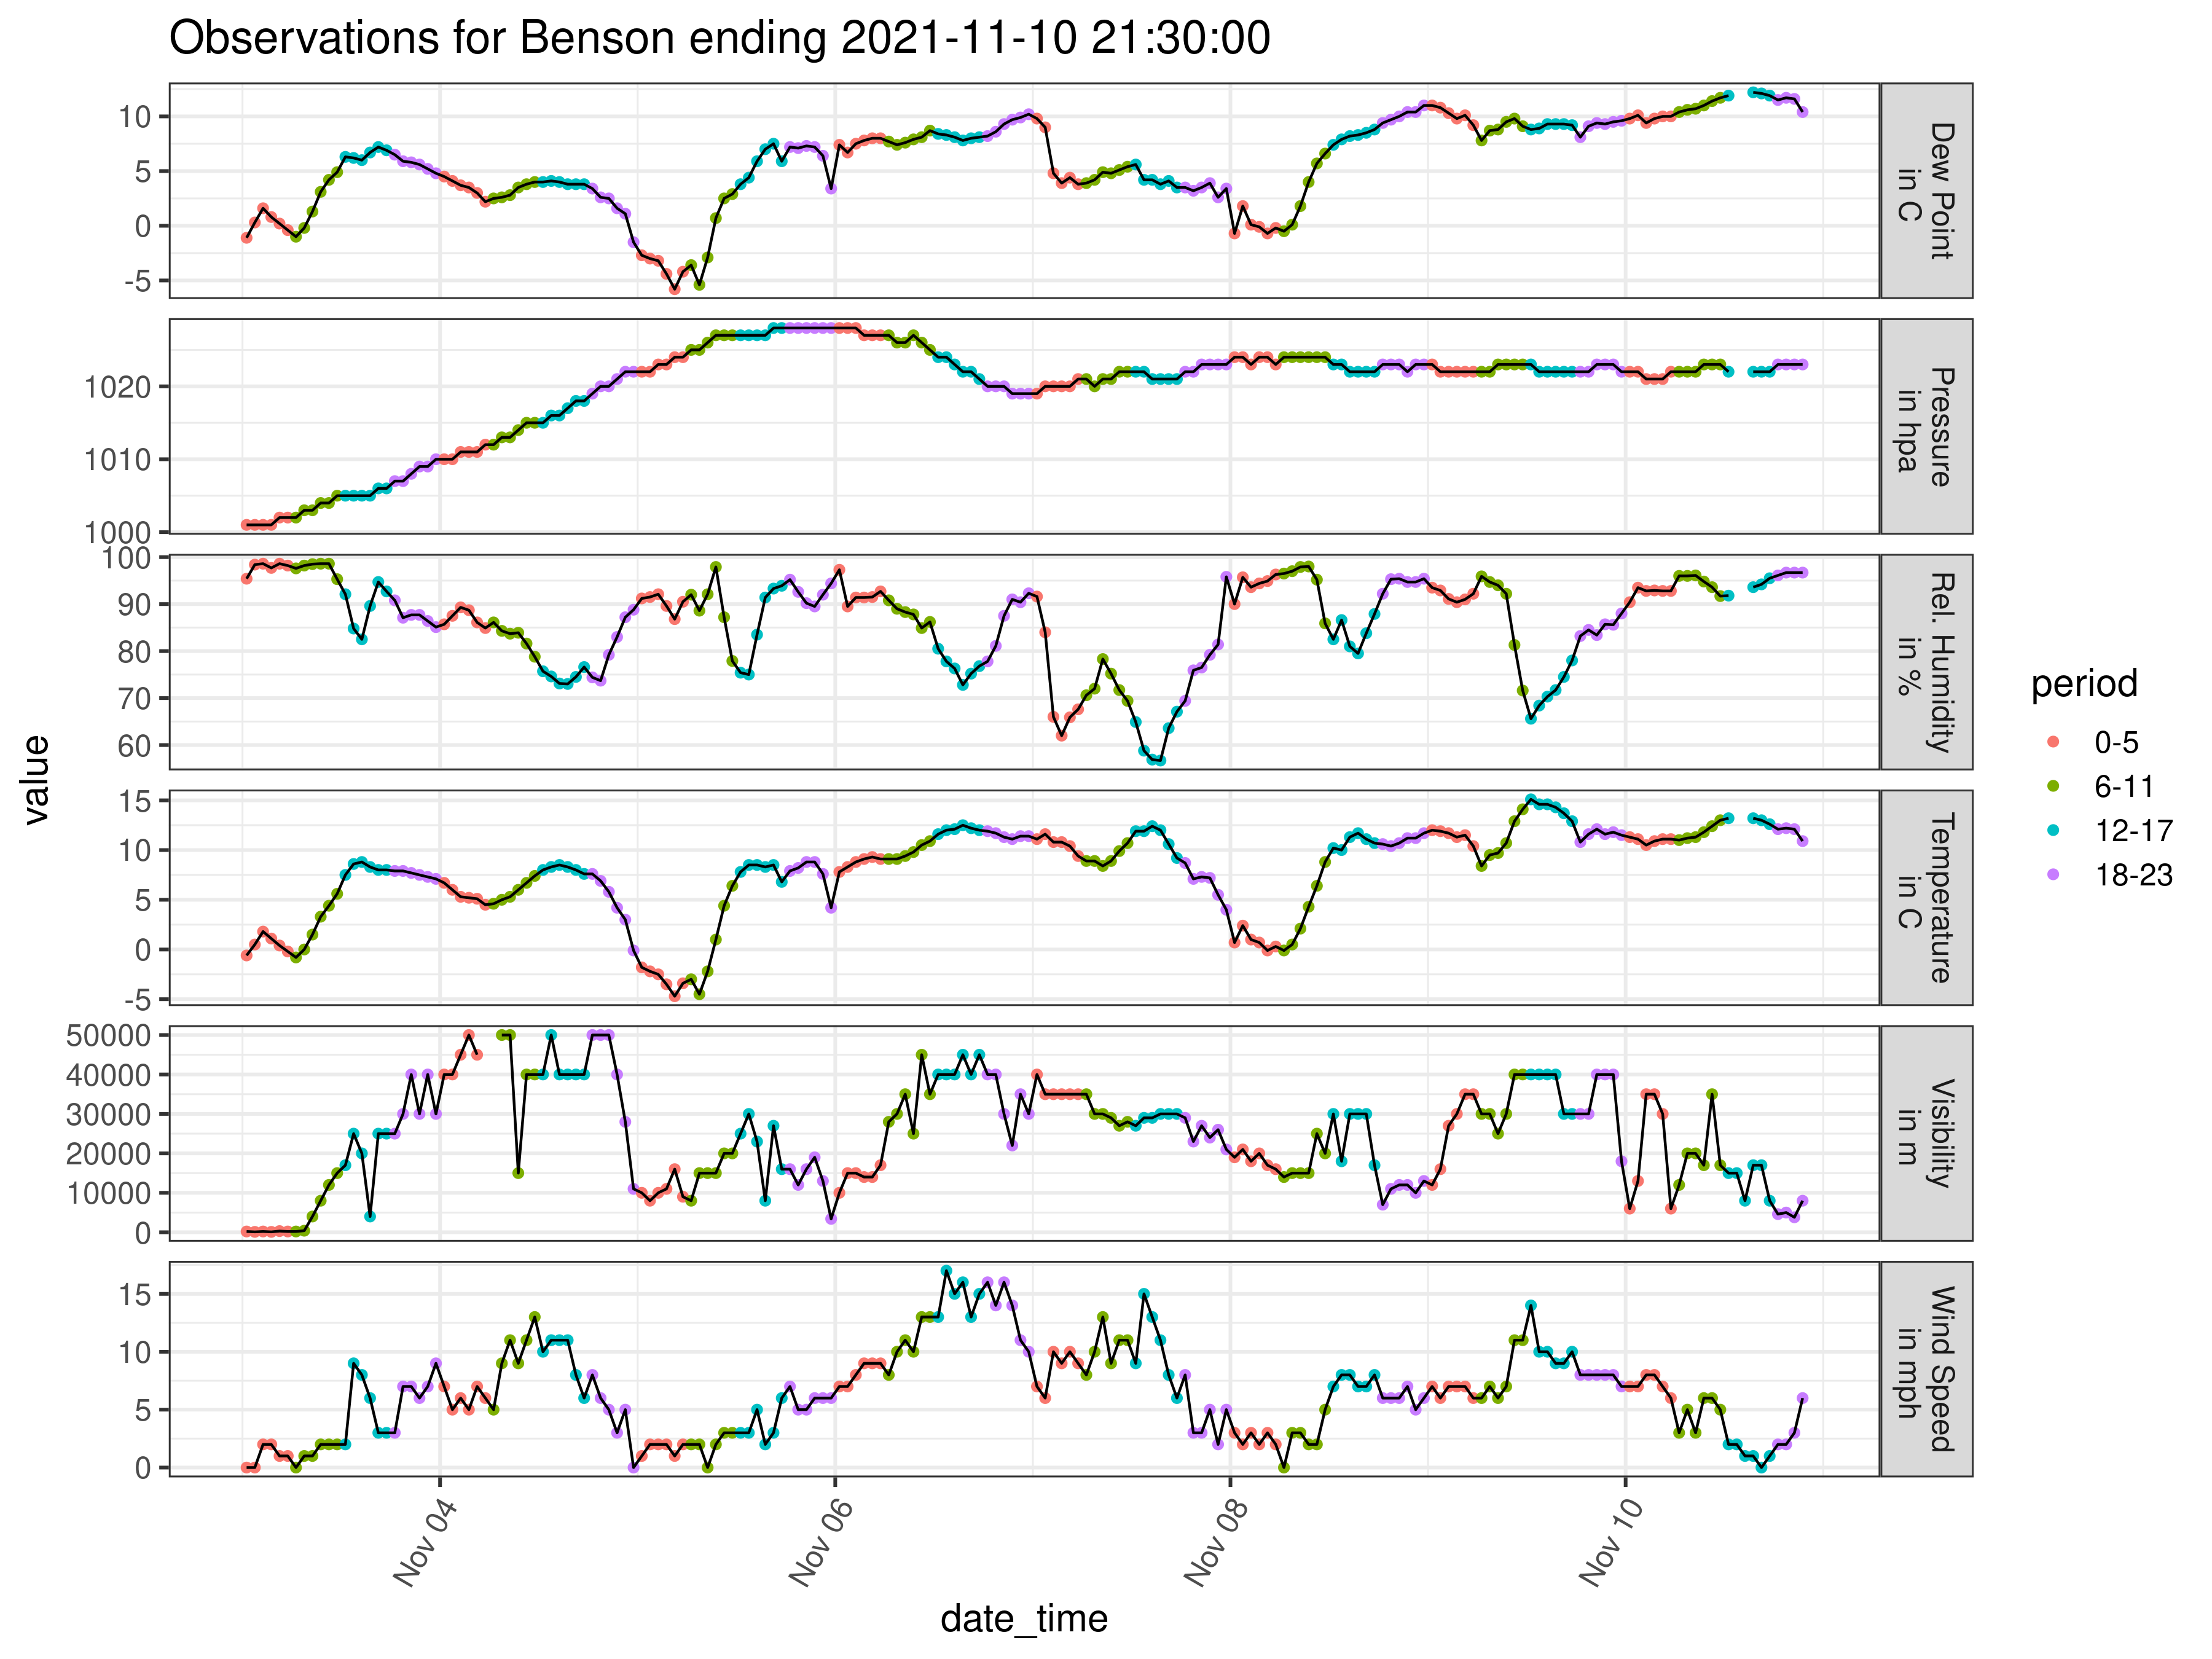 Observations for Benson ending 2021-11-10 21:30:00
value
10
5
0
-5
Dew Point
in C
1020
1010
1000
Pressure
in hpa
100
90
80
70
60
Rel. Humidity
in %
15
10
5
0
-5
Temperature
in C
50000
40000
30000
20000
10000
0
Visibility
in m
15
10
5
0
Wind Speed
in mph
Nov 04
Nov 06
Nov 08
Nov 10
date_time
period
0-5
6-11
12-17
18-23